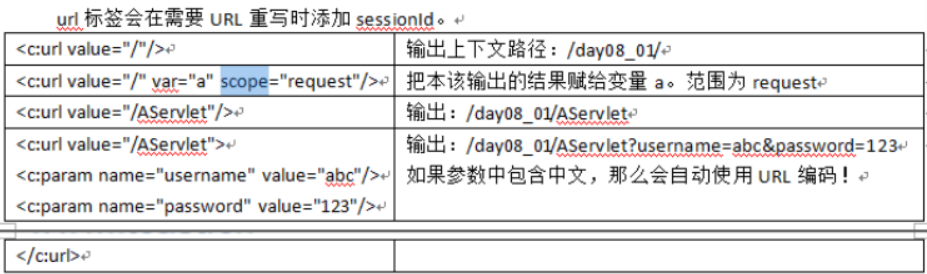 url 标签会在需要 URL 重写时添加 sessionId。
<c:url value="/"/>
输出上下文路径：/day08_01/
<c:url value="/" var="a" scope="request"/>
把本该输出的结果赋给变量 a。范围为 request
<c:url value="/AServlet"/>
输出：/day08_01/AServlet
<c:url value="/AServlet">
<c:param name="username" value="abc"/>
<c:param name="password" value="123"/>
输出：/day08_01/AServlet?username=abc&password=123
如果参数中包含中文，那么会自动使用 URL 编码！
</c:url>